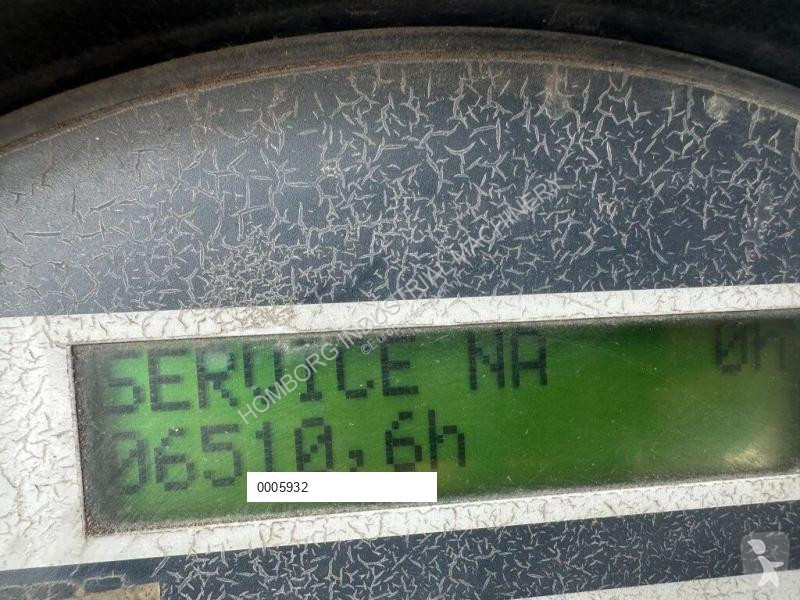 SERVICE NA 0h
06510,6h
0005932
HOMBORG INDUSTRIAL MACHINERY